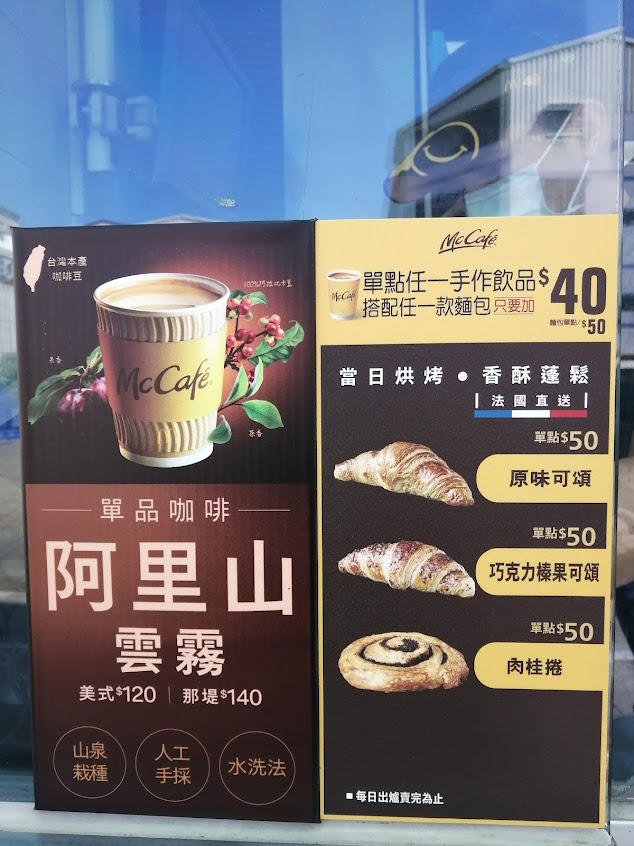 台灣本產
咖啡豆
100%阿拉比卡
果香
McCafé
茶香
單品咖啡
阿里山
雲霧
美式$120 | 那堤$140
山泉
栽種
人工
手採
水洗法
McCafé
McCafé
單點任一手作飲品
搭配任一款麵包 只要加
$40
麵包單點/$50
當日烘烤 • 香酥蓬鬆
| 法國直送 |
單點$50
原味可頌
單點$50
巧克力榛果可頌
單點$50
肉桂捲
■ 每日出爐賣完為止